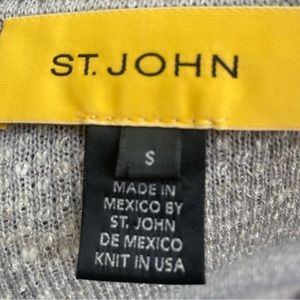 ST. JOHN
S
MADE IN
MEXICO BY
ST. JOHN
DE MEXICO
KNIT IN USA